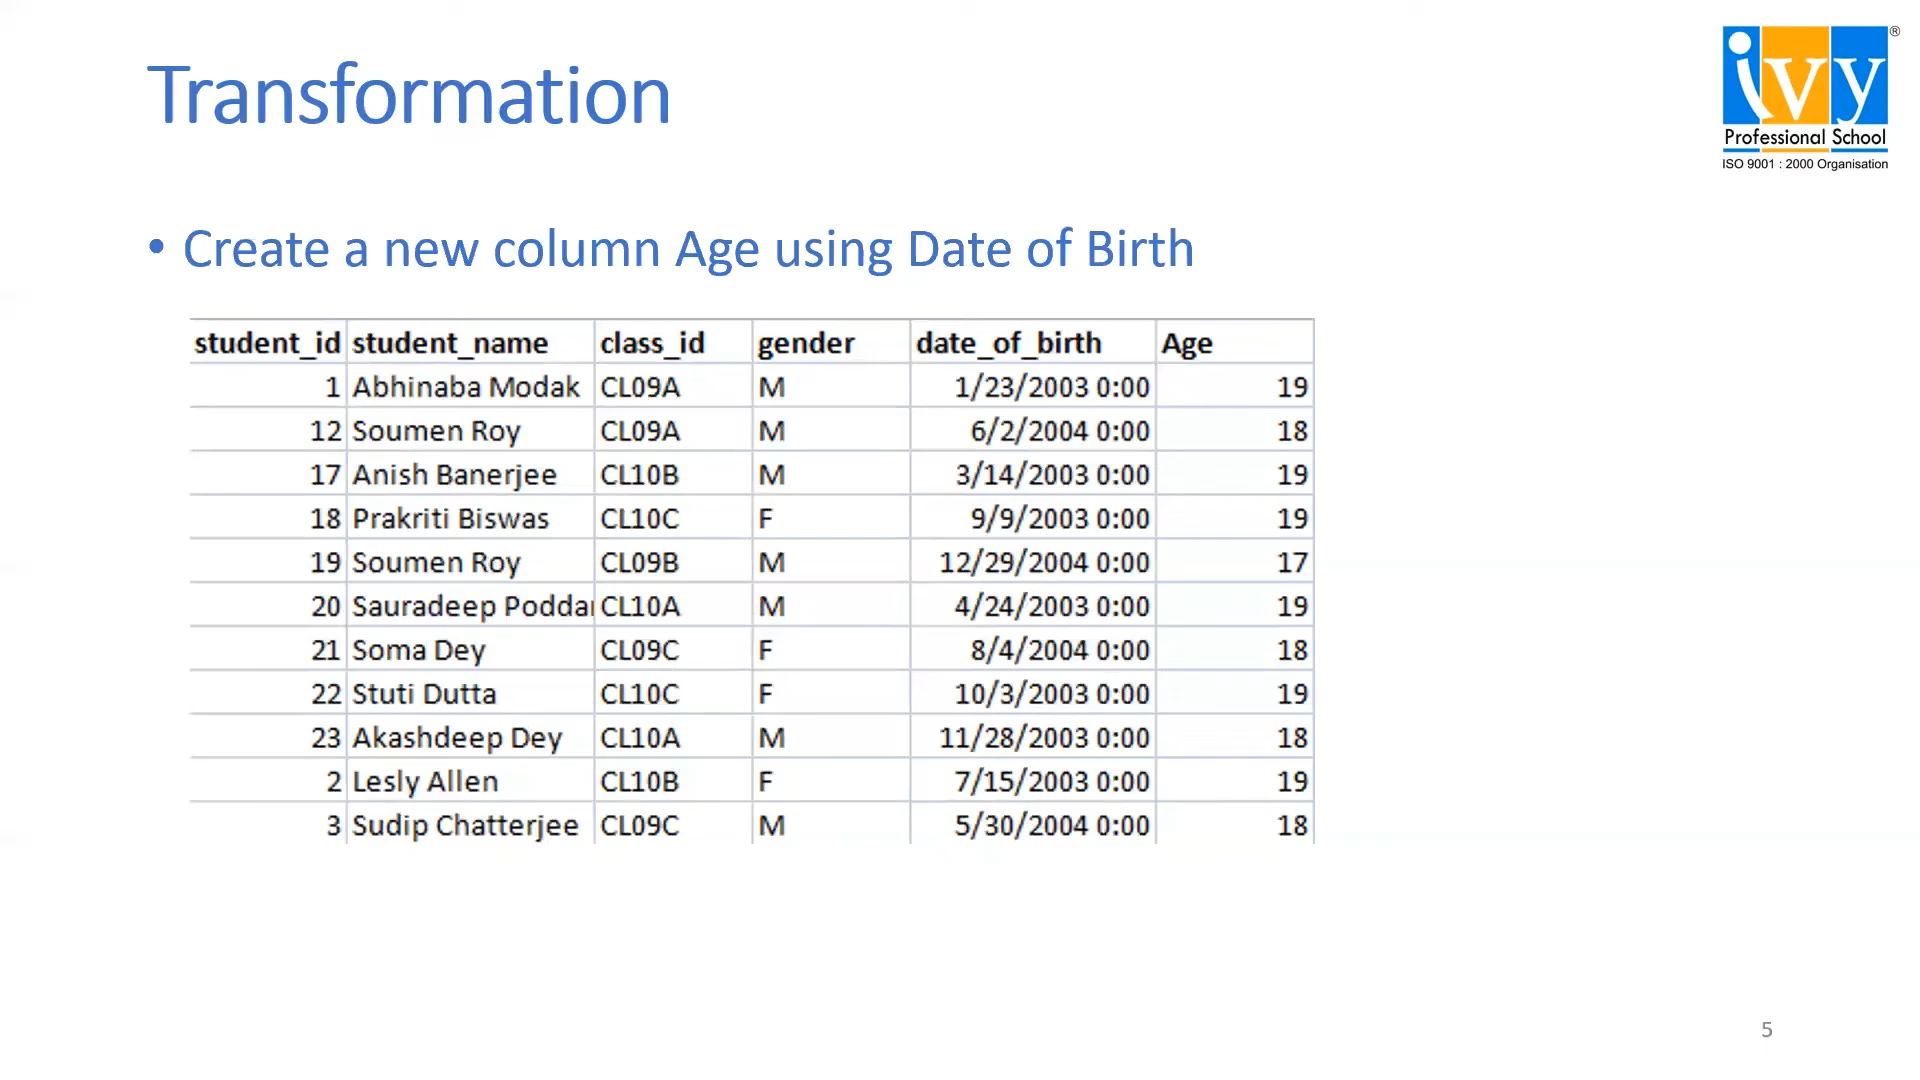 Transformation
ivy
®
Professional School
ISO 9001 : 2000 Organisation
• Create a new column Age using Date of Birth
student_id student_name class_id gender date_of_birth Age
1 Abhinaba Modak CL09A M 1/23/2003 0:00 19
12 Soumen Roy CL09A M 6/2/2004 0:00 18
17 Anish Banerjee CL10B M 3/14/2003 0:00 19
18 Prakriti Biswas CL10C F 9/9/2003 0:00 19
19 Soumen Roy CL09B M 12/29/2004 0:00 17
20 Sauradeep Poddar CL10A M 4/24/2003 0:00 19
21 Soma Dey CL09C F 8/4/2004 0:00 18
22 Stuti Dutta CL10C F 10/3/2003 0:00 19
23 Akashdeep Dey CL10A M 11/28/2003 0:00 18
2 Lesly Allen CL10B F 7/15/2003 0:00 19
3 Sudip Chatterjee CL09C M 5/30/2004 0:00 18
5